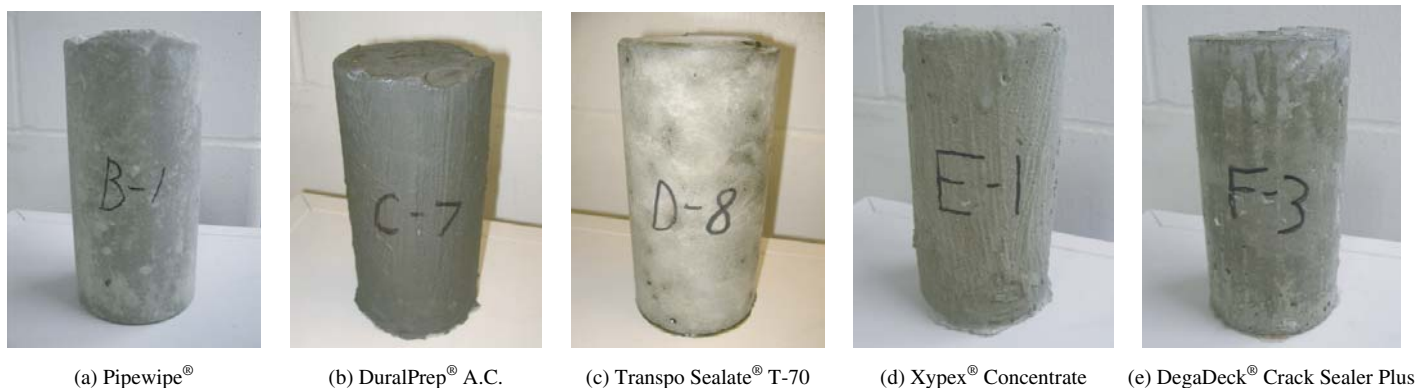 B-1
C-7
D-8
E-1
F-3
(a) Pipewipe®
(b) DuralPrep® A.C.
(c) Transpo Sealate® T-70
(d) Xypex® Concentrate
(e) DegaDeck® Crack Sealer Plus